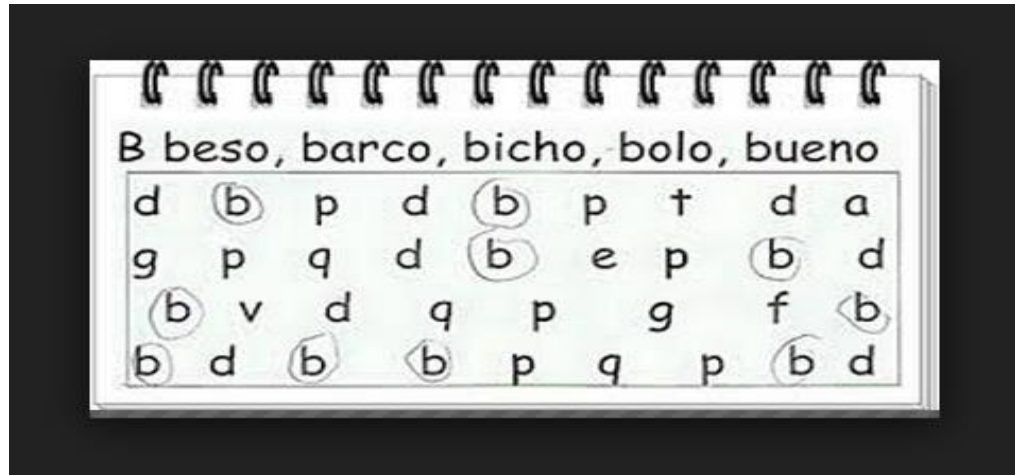 B beso, barco, bicho, bolo, bueno
d b p d b p t d a
g p q d b e p b d
b v d q p g f b
b d b b p q p b d